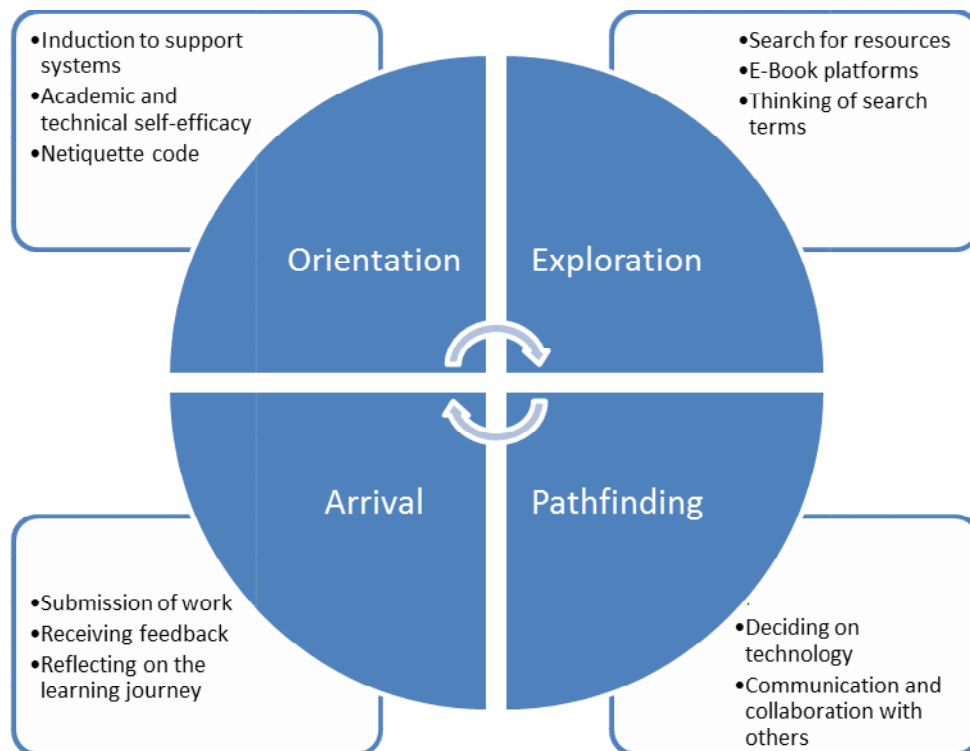 •Induction to support
systems
•Academic and
technical self-efficacy
•Netiquette code
•Search for resources
•E-Book platforms
•Thinking of search
terms
Orientation
Exploration
Arrival
Pathfinding
•Submission of work
•Receiving feedback
•Reflecting on the
learning journey
•Deciding on
technology
•Communication and
collaboration with
others